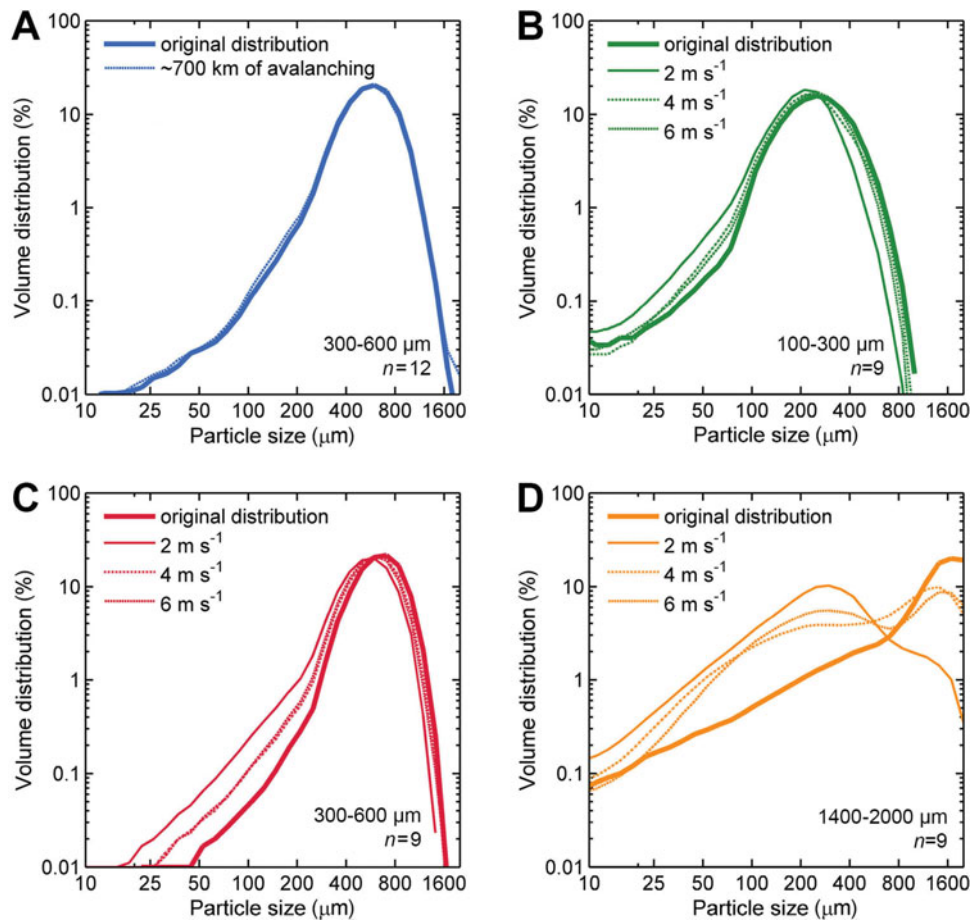 A
original distribution
~700 km of avalanching
Volume distribution (%)
100
10
1
0.1
0.01
300-600 µm
n=12
10 25 50 100 200 400 800 1600
Particle size (µm)
B
original distribution
2 m s⁻¹
4 m s⁻¹
6 m s⁻¹
Volume distribution (%)
100
10
1
0.1
0.01
100-300 µm
n=9
10 25 50 100 200 400 800 1600
Particle size (µm)
C
original distribution
2 m s⁻¹
4 m s⁻¹
6 m s⁻¹
Volume distribution (%)
100
10
1
0.1
0.01
300-600 µm
n=9
10 25 50 100 200 400 800 1600
Particle size (µm)
D
original distribution
2 m s⁻¹
4 m s⁻¹
6 m s⁻¹
Volume distribution (%)
100
10
1
0.1
0.01
1400-2000 µm
n=9
10 25 50 100 200 400 800 1600
Particle size (µm)